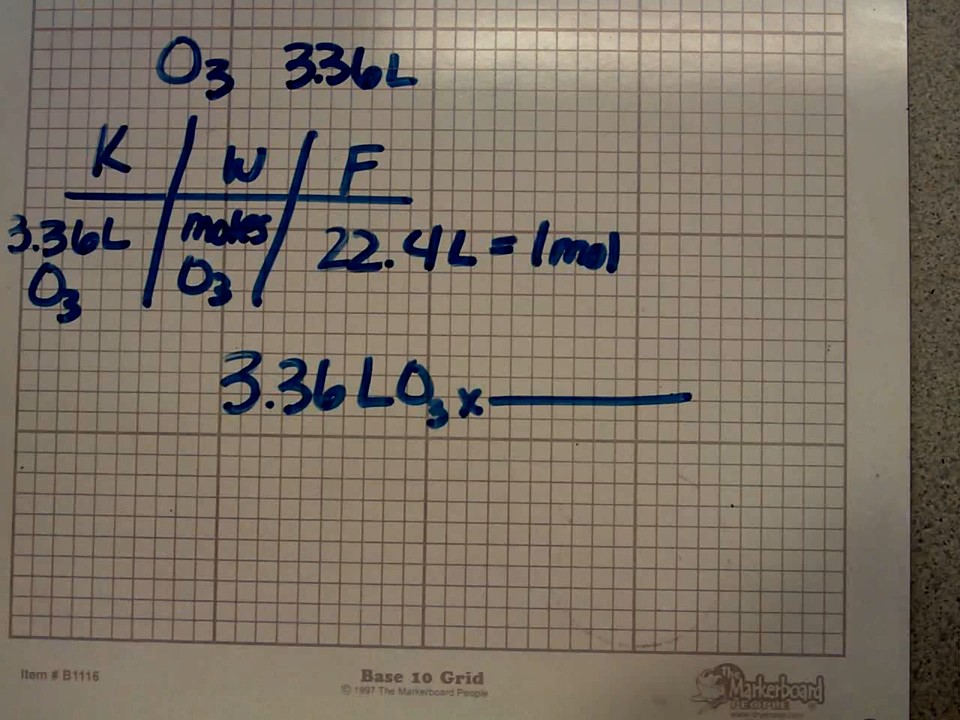 O₃ 3.36L
K W F
3.36L moles 22.4L = 1mol
O₃ O₃
3.36 L O₃ x
Item # B1116 Base 10 Grid The Markerboard
© 1997 The Markerboard People PEOPLE